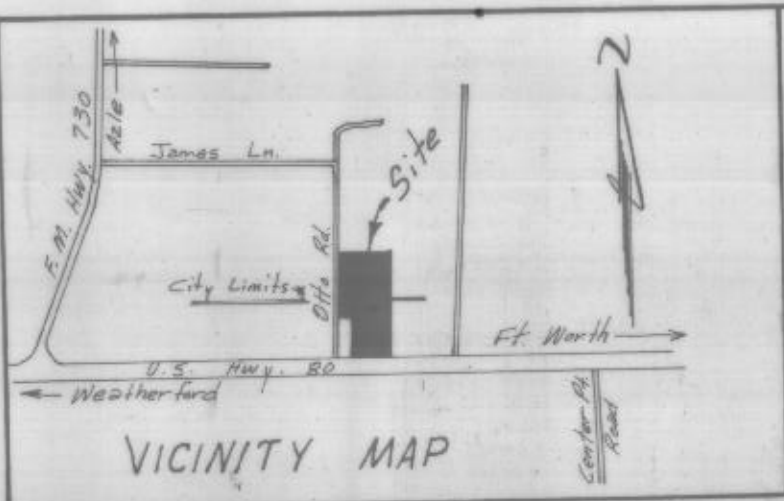 N
F. M. Hwy. 730
Azle
James Ln.
Site
Otto Rd.
City Limits
Ft. Worth
U.S. Hwy. 80
Weatherford
Center Pt.
Road
VICINITY MAP